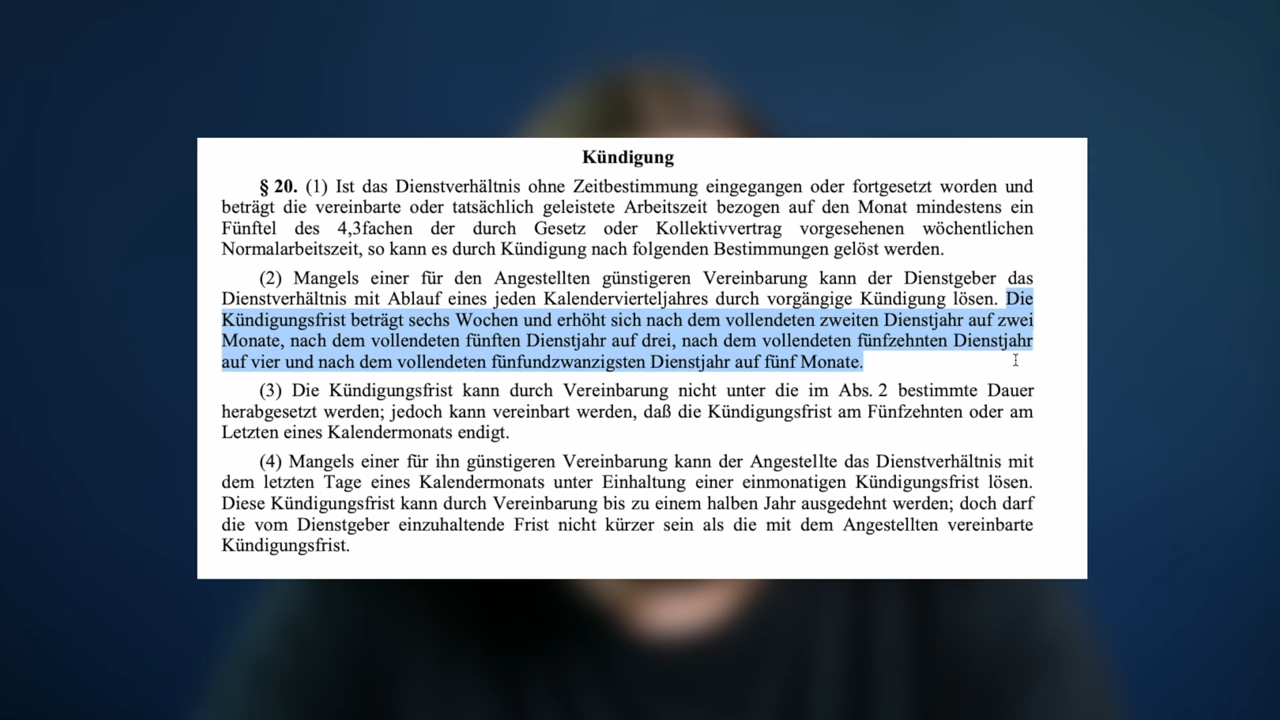 Kündigung
§ 20. (1) Ist das Dienstverhältnis ohne Zeitbestimmung eingegangen oder fortgesetzt worden und
beträgt die vereinbarte oder tatsächlich geleistete Arbeitszeit bezogen auf den Monat mindestens ein
Fünftel des 4,3fachen der durch Gesetz oder Kollektivvertrag vorgesehenen wöchentlichen
Normalarbeitszeit, so kann es durch Kündigung nach folgenden Bestimmungen gelöst werden.
(2) Mangels einer für den Angestellten günstigeren Vereinbarung kann der Dienstgeber das
Dienstverhältnis mit Ablauf eines jeden Kalendervierteljahres durch vorgängige Kündigung lösen. Die
Kündigungsfrist beträgt sechs Wochen und erhöht sich nach dem vollendeten zweiten Dienstjahr auf zwei
Monate, nach dem vollendeten fünften Dienstjahr auf drei, nach dem vollendeten fünfzehnten Dienstjahr
auf vier und nach dem vollendeten fünfundzwanzigsten Dienstjahr auf fünf Monate.
(3) Die Kündigungsfrist kann durch Vereinbarung nicht unter die im Abs. 2 bestimmte Dauer
herabgesetzt werden; jedoch kann vereinbart werden, daß die Kündigungsfrist am Fünfzehnten oder am
Letzten eines Kalendermonats endigt.
(4) Mangels einer für ihn günstigeren Vereinbarung kann der Angestellte das Dienstverhältnis mit
dem letzten Tage eines Kalendermonats unter Einhaltung einer einmonatigen Kündigungsfrist lösen.
Diese Kündigungsfrist kann durch Vereinbarung bis zu einem halben Jahr ausgedehnt werden; doch darf
die vom Dienstgeber einzuhaltende Frist nicht kürzer sein als die mit dem Angestellten vereinbarte
Kündigungsfrist.